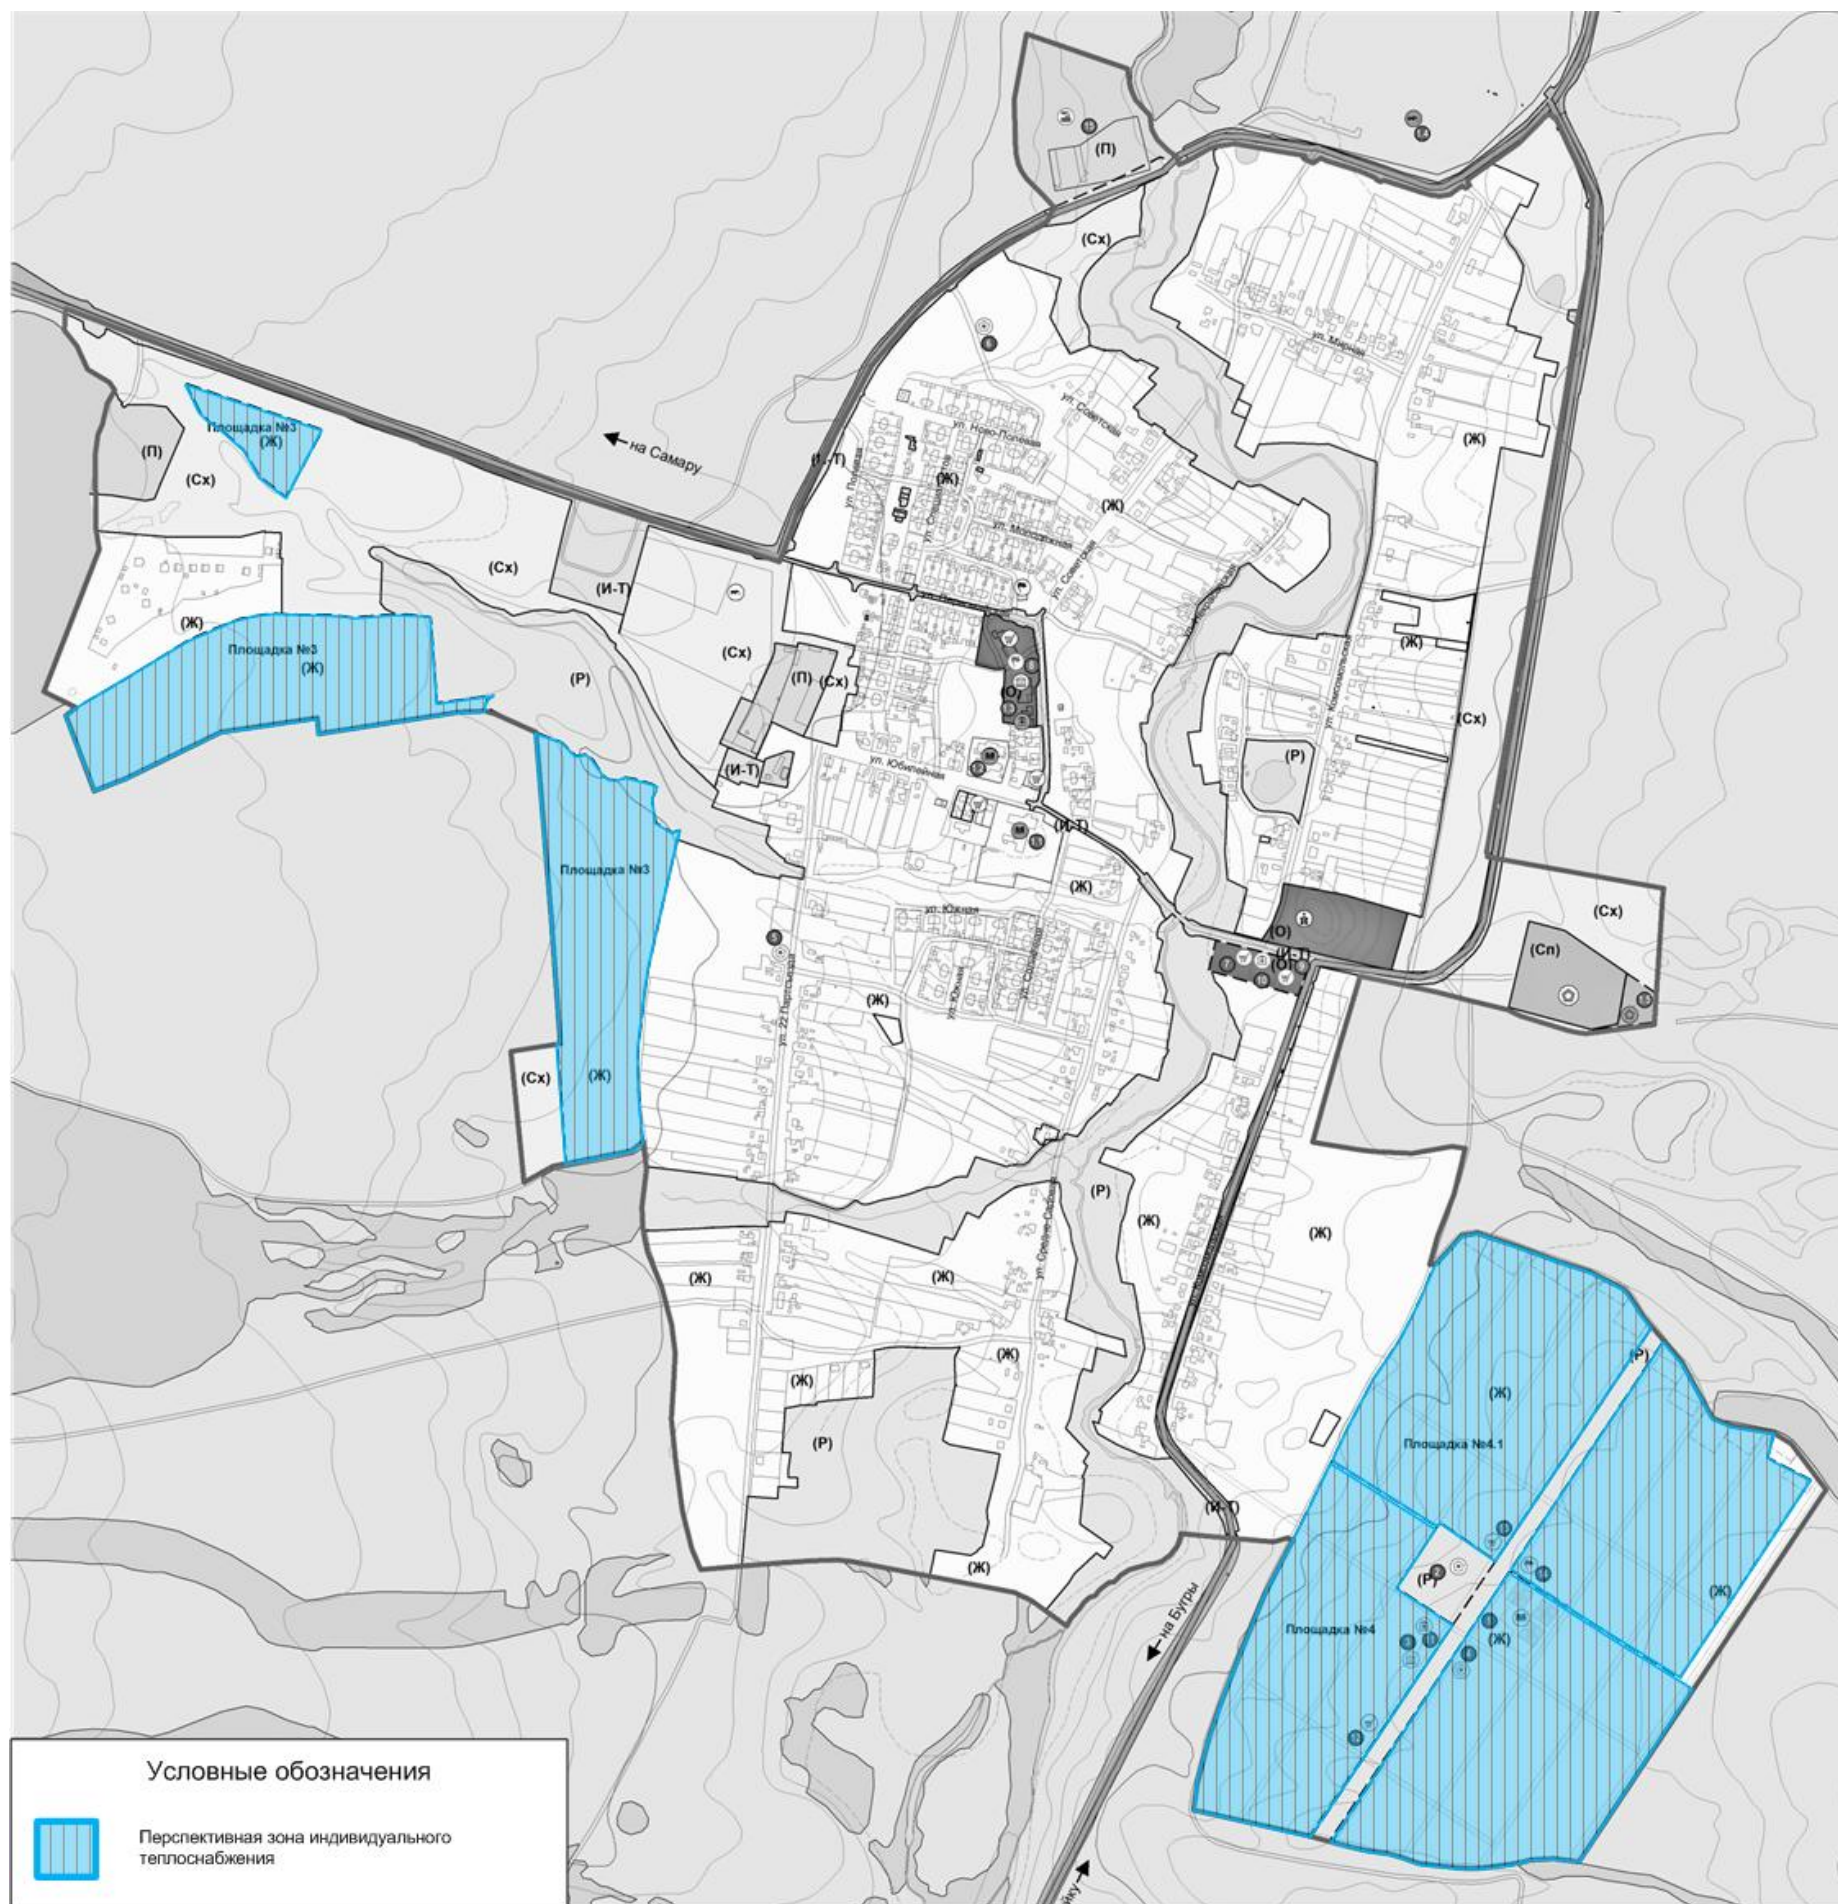 (П)
(Сх)
ул. Мирная
ул. Советская
Площадка №3
(Ж)
ул. Ново-Полевая
(Ж)
(П)
на Самару
ул. Полевая
(Ж)
(Сх)
(Ж)
ул. Молодежная
ул. Советская
(Сх)
(И-Т)
(Ж)
(Ж)
Площадка №3
(Ж)
(Сх)
ул. Комсомольская
(Р)
(П)
(Сх)
(О)
(Сх)
(Р)
(И-Т)
ул. Юбилейная
(И-Т)
Площадка №3
(Ж)
ул. Южная
(Сх)
(О)
(И-Т)
(О)
(Сп)
ул. 22 Партсъезда
ул. Южная
(Ж)
(Сх)
(Ж)
(Р)
(Ж)
(Ж)
(Ж)
(Ж)
(Ж)
(Р)
(Ж)
(Ж)
(Р)
Площадка №4.1
(И-Т)
(Ж)
(Р)
(Ж)
на Бугры
Площадка №4
(Ж)
Условные обозначения
Перспективная зона индивидуального
теплоснабжения